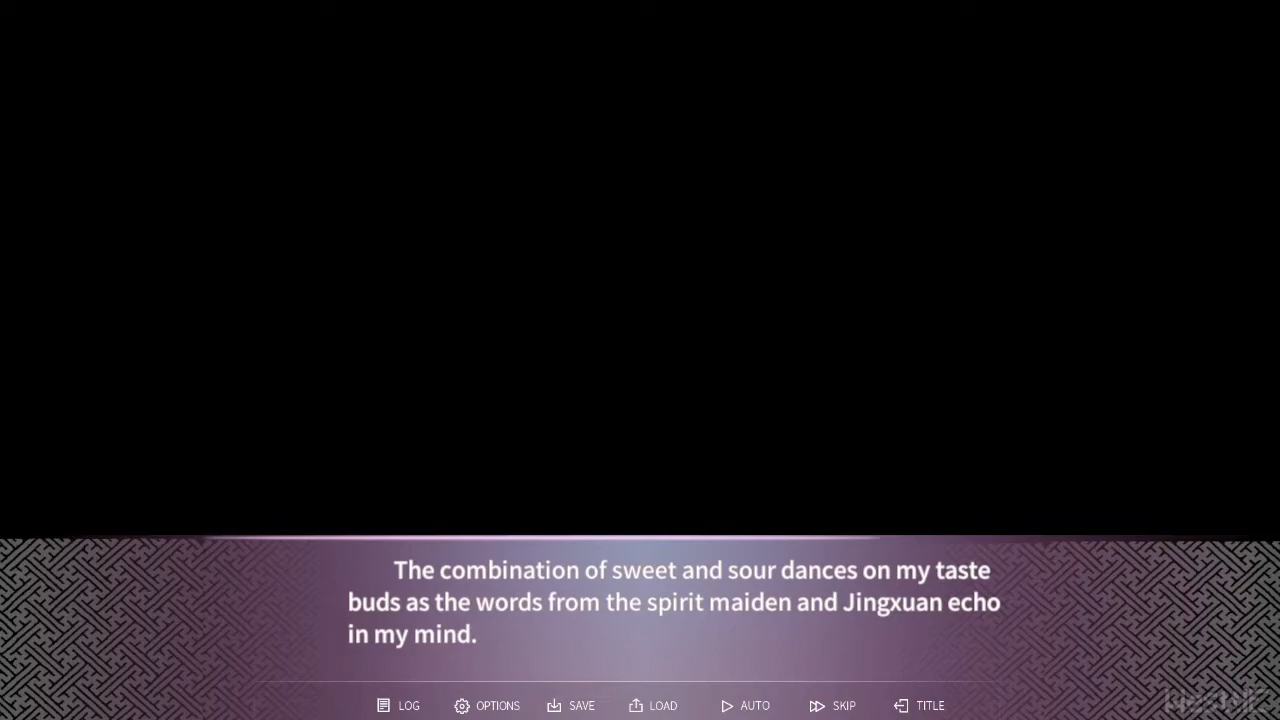 The combination of sweet and sour dances on my taste
buds as the words from the spirit maiden and Jingxuan echo
in my mind.
LOG OPTIONS SAVE LOAD AUTO SKIP TITLE